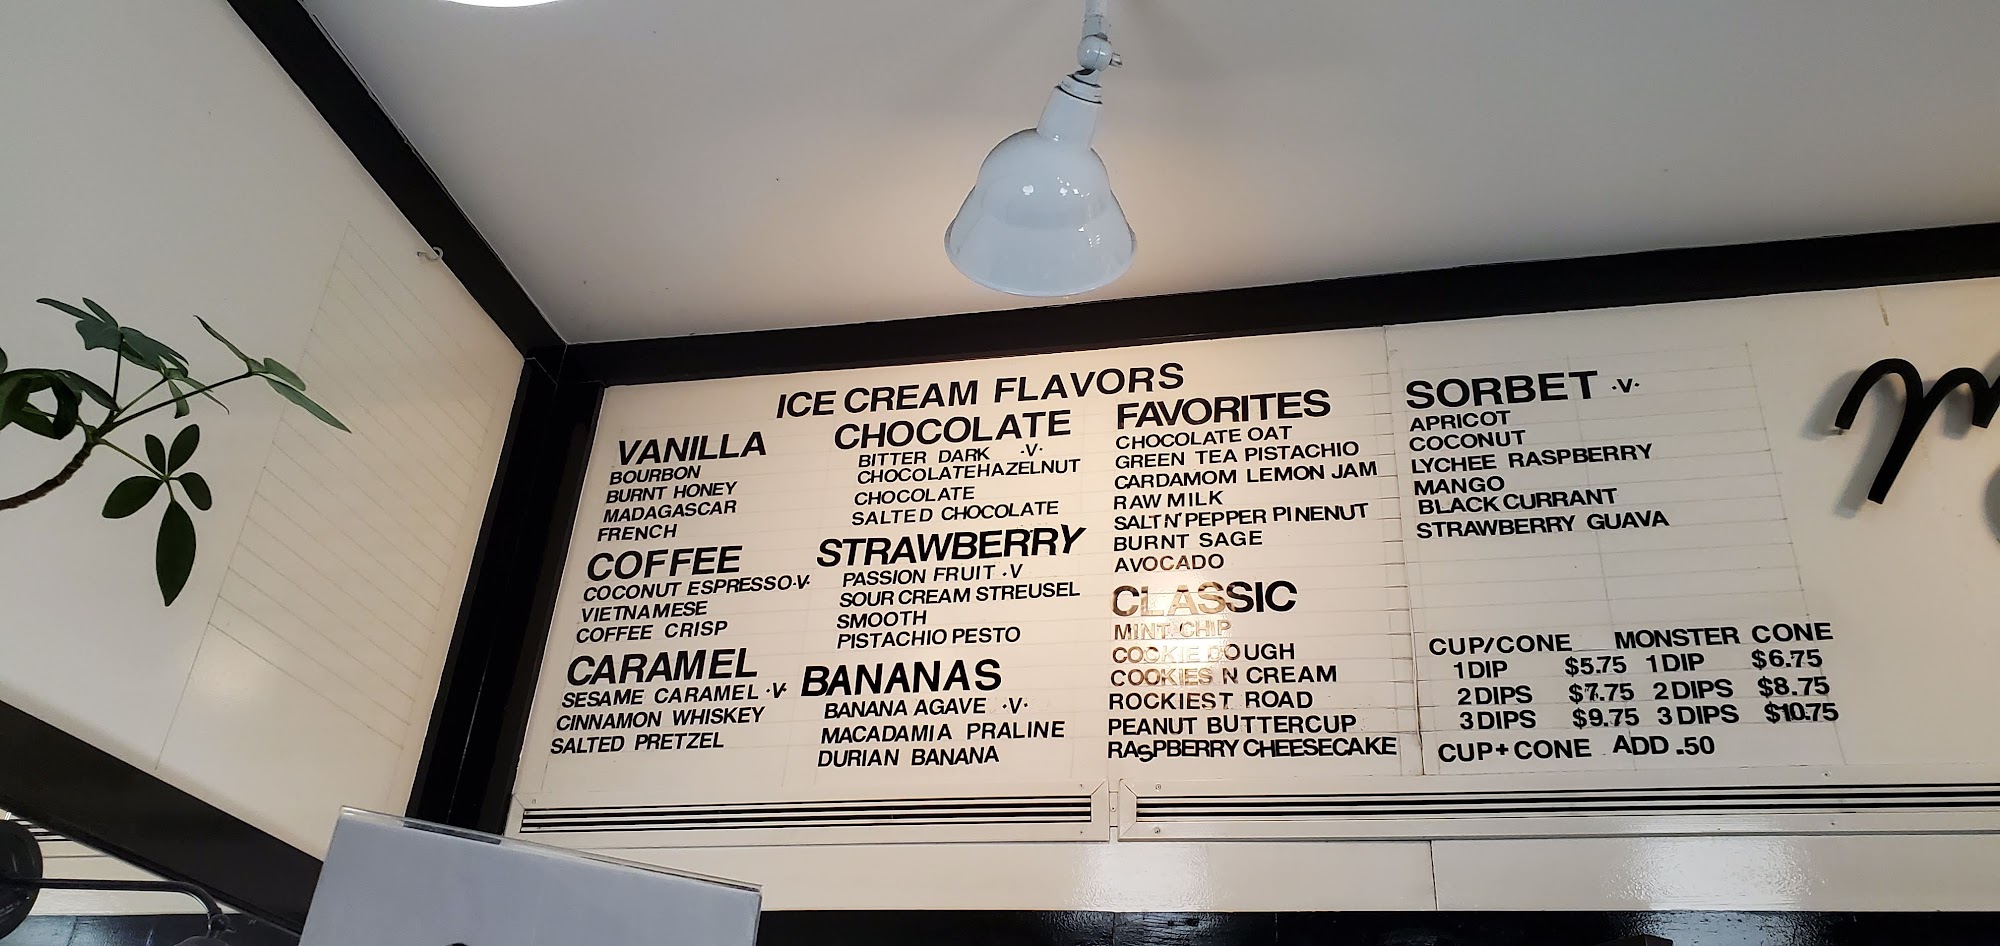 ICE CREAM FLAVORS
VANILLA
BOURBON
BURNT HONEY
MADAGASCAR
FRENCH
COFFEE
COCONUT ESPRESSO·V·
VIETNAMESE
COFFEE CRISP
CARAMEL
SESAME CARAMEL ·V·
CINNAMON WHISKEY
SALTED PRETZEL
CHOCOLATE
BITTER DARK ·V·
CHOCOLATE HAZELNUT
CHOCOLATE
SALTED CHOCOLATE
STRAWBERRY
PASSION FRUIT ·V
SOUR CREAM STREUSEL
SMOOTH
PISTACHIO PESTO
BANANAS
BANANA AGAVE ·V·
MACADAMIA PRALINE
DURIAN BANANA
FAVORITES
CHOCOLATE OAT
GREEN TEA PISTACHIO
CARDAMOM LEMON JAM
RAW MILK
SALT N' PEPPER PINENUT
BURNT SAGE
AVOCADO
CLASSIC
MINT CHIP
COOKIE DOUGH
COOKIES N CREAM
ROCKIEST ROAD
PEANUT BUTTERCUP
RASPBERRY CHEESECAKE
SORBET ·V·
APRICOT
COCONUT
LYCHEE RASPBERRY
MANGO
BLACK CURRANT
STRAWBERRY GUAVA
CUP/CONE MONSTER CONE
1 DIP $5.75 1 DIP $6.75
2 DIPS $7.75 2 DIPS $8.75
3 DIPS $9.75 3 DIPS $10.75
CUP + CONE ADD .50